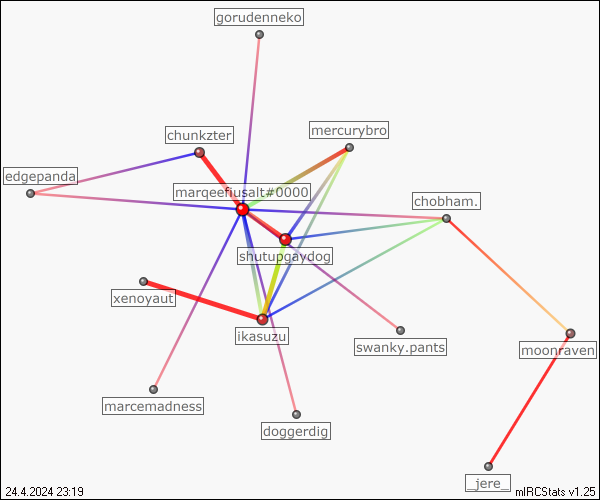 gorudenneko
chunkzter
mercurybro
edgepanda
marqeefiusalt#0000
chobham.
shutupgaydog
xenoyaut
ikasuzu
swanky.pants
moonraven
marcemadness
doggerdig
_jere_
24.4.2024 23:19
mIRCStats v1.25